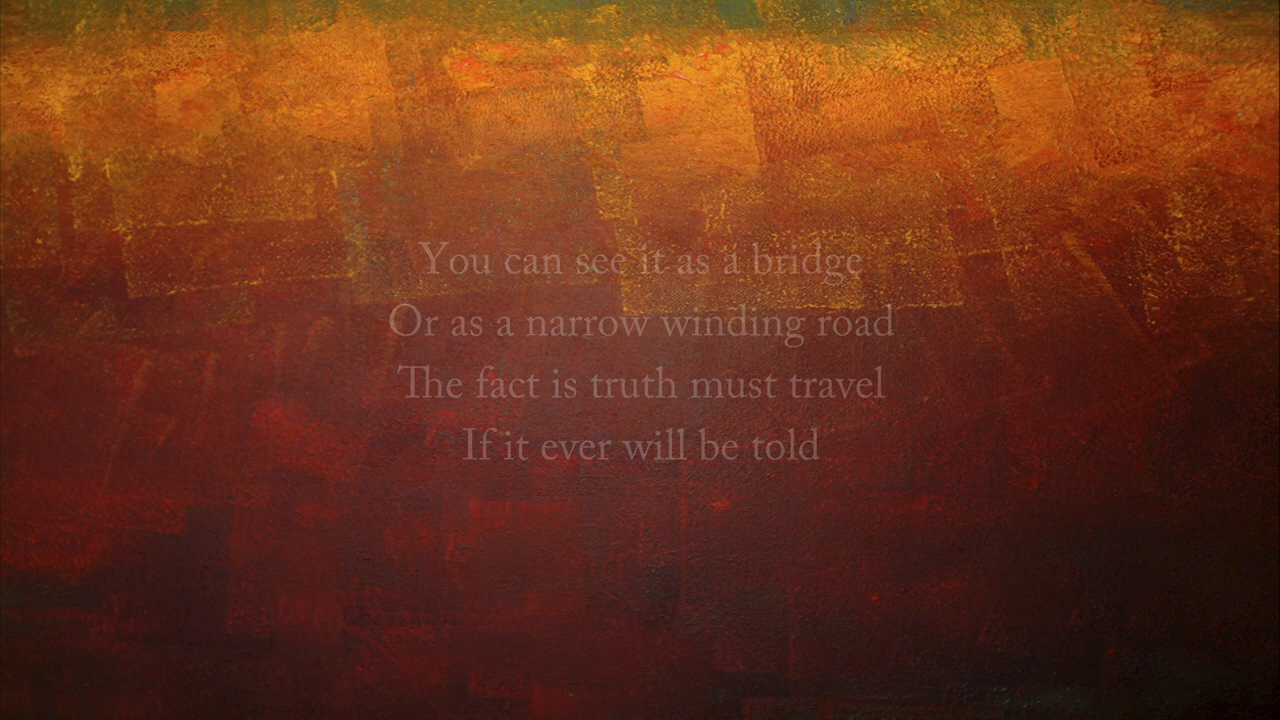 You can see it as a bridge
Or as a narrow winding road
The fact is truth must travel
If it ever will be told